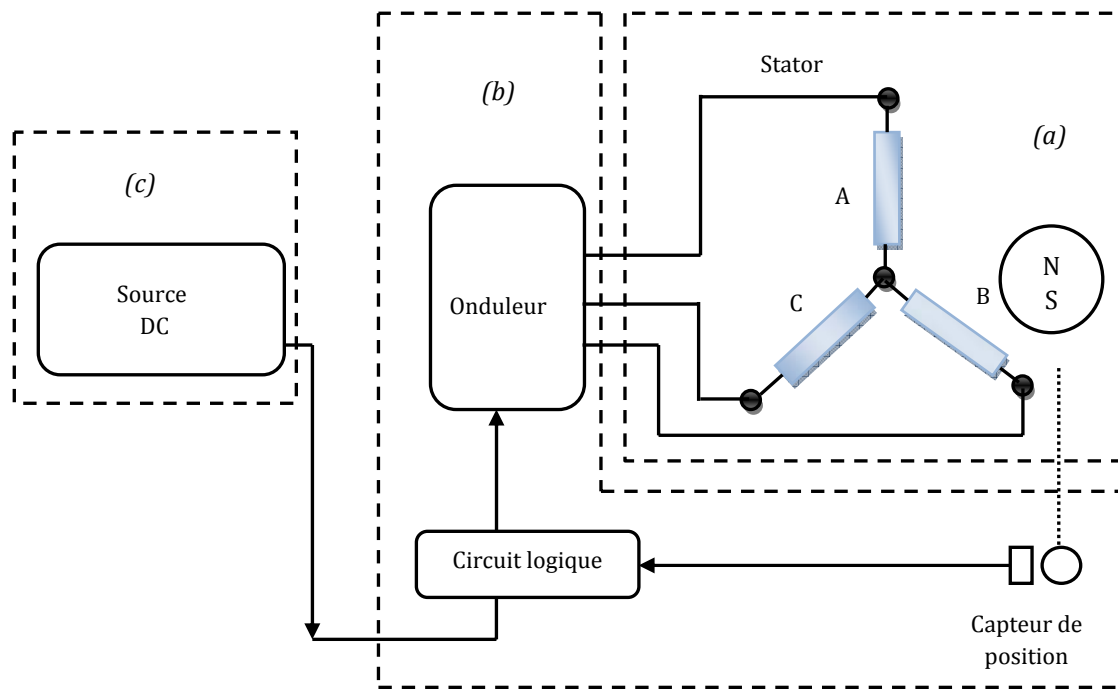 Stator
(b)
(a)
(c)
A
Source
DC
Onduleur
C
B
N
S
Circuit logique
Capteur de
position